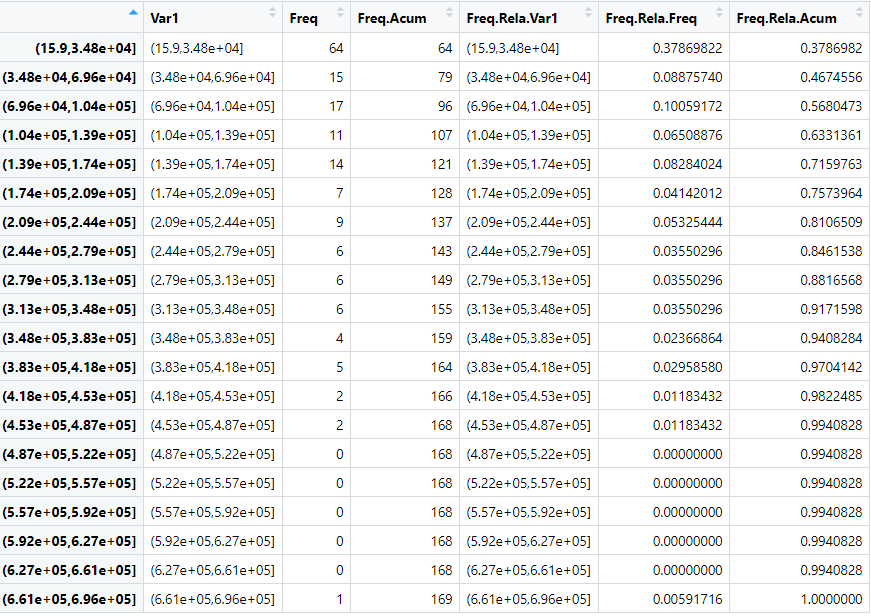 Var1 Freq Freq.Acum Freq.Rela.Var1 Freq.Rela.Freq Freq.Rela.Acum
(15.9,3.48e+04] (15.9,3.48e+04] 64 64 (15.9,3.48e+04] 0.37869822 0.3786982
(3.48e+04,6.96e+04] (3.48e+04,6.96e+04] 15 79 (3.48e+04,6.96e+04] 0.08875740 0.4674556
(6.96e+04,1.04e+05] (6.96e+04,1.04e+05] 17 96 (6.96e+04,1.04e+05] 0.10059172 0.5680473
(1.04e+05,1.39e+05] (1.04e+05,1.39e+05] 11 107 (1.04e+05,1.39e+05] 0.06508876 0.6331361
(1.39e+05,1.74e+05] (1.39e+05,1.74e+05] 14 121 (1.39e+05,1.74e+05] 0.08284024 0.7159763
(1.74e+05,2.09e+05] (1.74e+05,2.09e+05] 7 128 (1.74e+05,2.09e+05] 0.04142012 0.7573964
(2.09e+05,2.44e+05] (2.09e+05,2.44e+05] 9 137 (2.09e+05,2.44e+05] 0.05325444 0.8106509
(2.44e+05,2.79e+05] (2.44e+05,2.79e+05] 6 143 (2.44e+05,2.79e+05] 0.03550296 0.8461538
(2.79e+05,3.13e+05] (2.79e+05,3.13e+05] 6 149 (2.79e+05,3.13e+05] 0.03550296 0.8816568
(3.13e+05,3.48e+05] (3.13e+05,3.48e+05] 6 155 (3.13e+05,3.48e+05] 0.03550296 0.9171598
(3.48e+05,3.83e+05] (3.48e+05,3.83e+05] 4 159 (3.48e+05,3.83e+05] 0.02366864 0.9408284
(3.83e+05,4.18e+05] (3.83e+05,4.18e+05] 5 164 (3.83e+05,4.18e+05] 0.02958580 0.9704142
(4.18e+05,4.53e+05] (4.18e+05,4.53e+05] 2 166 (4.18e+05,4.53e+05] 0.01183432 0.9822485
(4.53e+05,4.87e+05] (4.53e+05,4.87e+05] 2 168 (4.53e+05,4.87e+05] 0.01183432 0.9940828
(4.87e+05,5.22e+05] (4.87e+05,5.22e+05] 0 168 (4.87e+05,5.22e+05] 0.00000000 0.9940828
(5.22e+05,5.57e+05] (5.22e+05,5.57e+05] 0 168 (5.22e+05,5.57e+05] 0.00000000 0.9940828
(5.57e+05,5.92e+05] (5.57e+05,5.92e+05] 0 168 (5.57e+05,5.92e+05] 0.00000000 0.9940828
(5.92e+05,6.27e+05] (5.92e+05,6.27e+05] 0 168 (5.92e+05,6.27e+05] 0.00000000 0.9940828
(6.27e+05,6.61e+05] (6.27e+05,6.61e+05] 0 168 (6.27e+05,6.61e+05] 0.00000000 0.9940828
(6.61e+05,6.96e+05] (6.61e+05,6.96e+05] 1 169 (6.61e+05,6.96e+05] 0.00591716 1.0000000